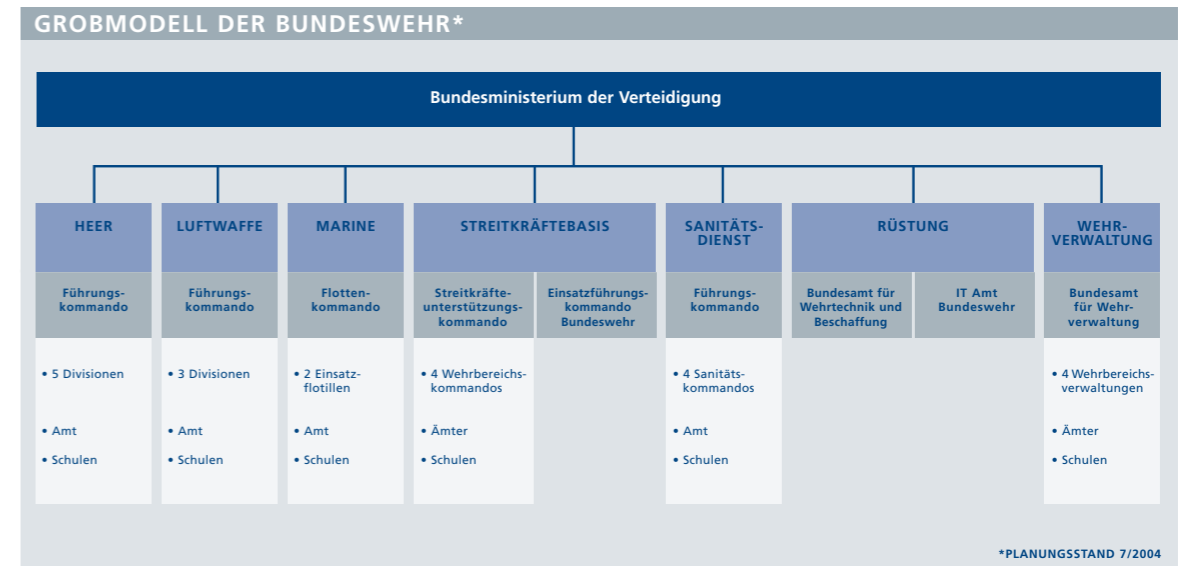 GROBMODELL DER BUNDESWEHR*
Bundesministerium der Verteidigung
HEER
Führungs-
kommando
• 5 Divisionen
• Amt
• Schulen
LUFTWAFFE
Führungs-
kommando
• 3 Divisionen
• Amt
• Schulen
MARINE
Flotten-
kommando
• 2 Einsatz-
flotillen
• Amt
• Schulen
STREITKRÄFTEBASIS
Streitkräfte-
unterstützungs-
kommando
• 4 Wehrbereichs-
kommandos
• Ämter
• Schulen
Einsatzführungs-
kommando
Bundeswehr
SANITÄTS-
DIENST
Führungs-
kommando
• 4 Sanitäts-
kommandos
• Amt
• Schulen
RÜSTUNG
Bundesamt für
Wehrtechnik und
Beschaffung
IT Amt
Bundeswehr
WEHR-
VERWALTUNG
Bundesamt
für Wehr-
verwaltung
• 4 Wehrbereichs-
verwaltungen
• Ämter
• Schulen
*PLANUNGSSTAND 7/2004